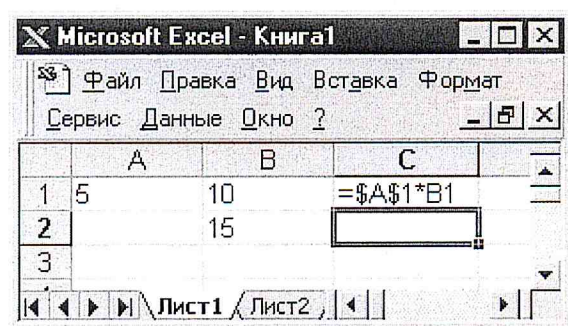 Microsoft Excel - Книга1
Файл Правка Вид Вставка Формат
Сервис Данные Окно ?
A B C
1 5 10 =$A$1*B1
2 15
3
Лист1 Лист2